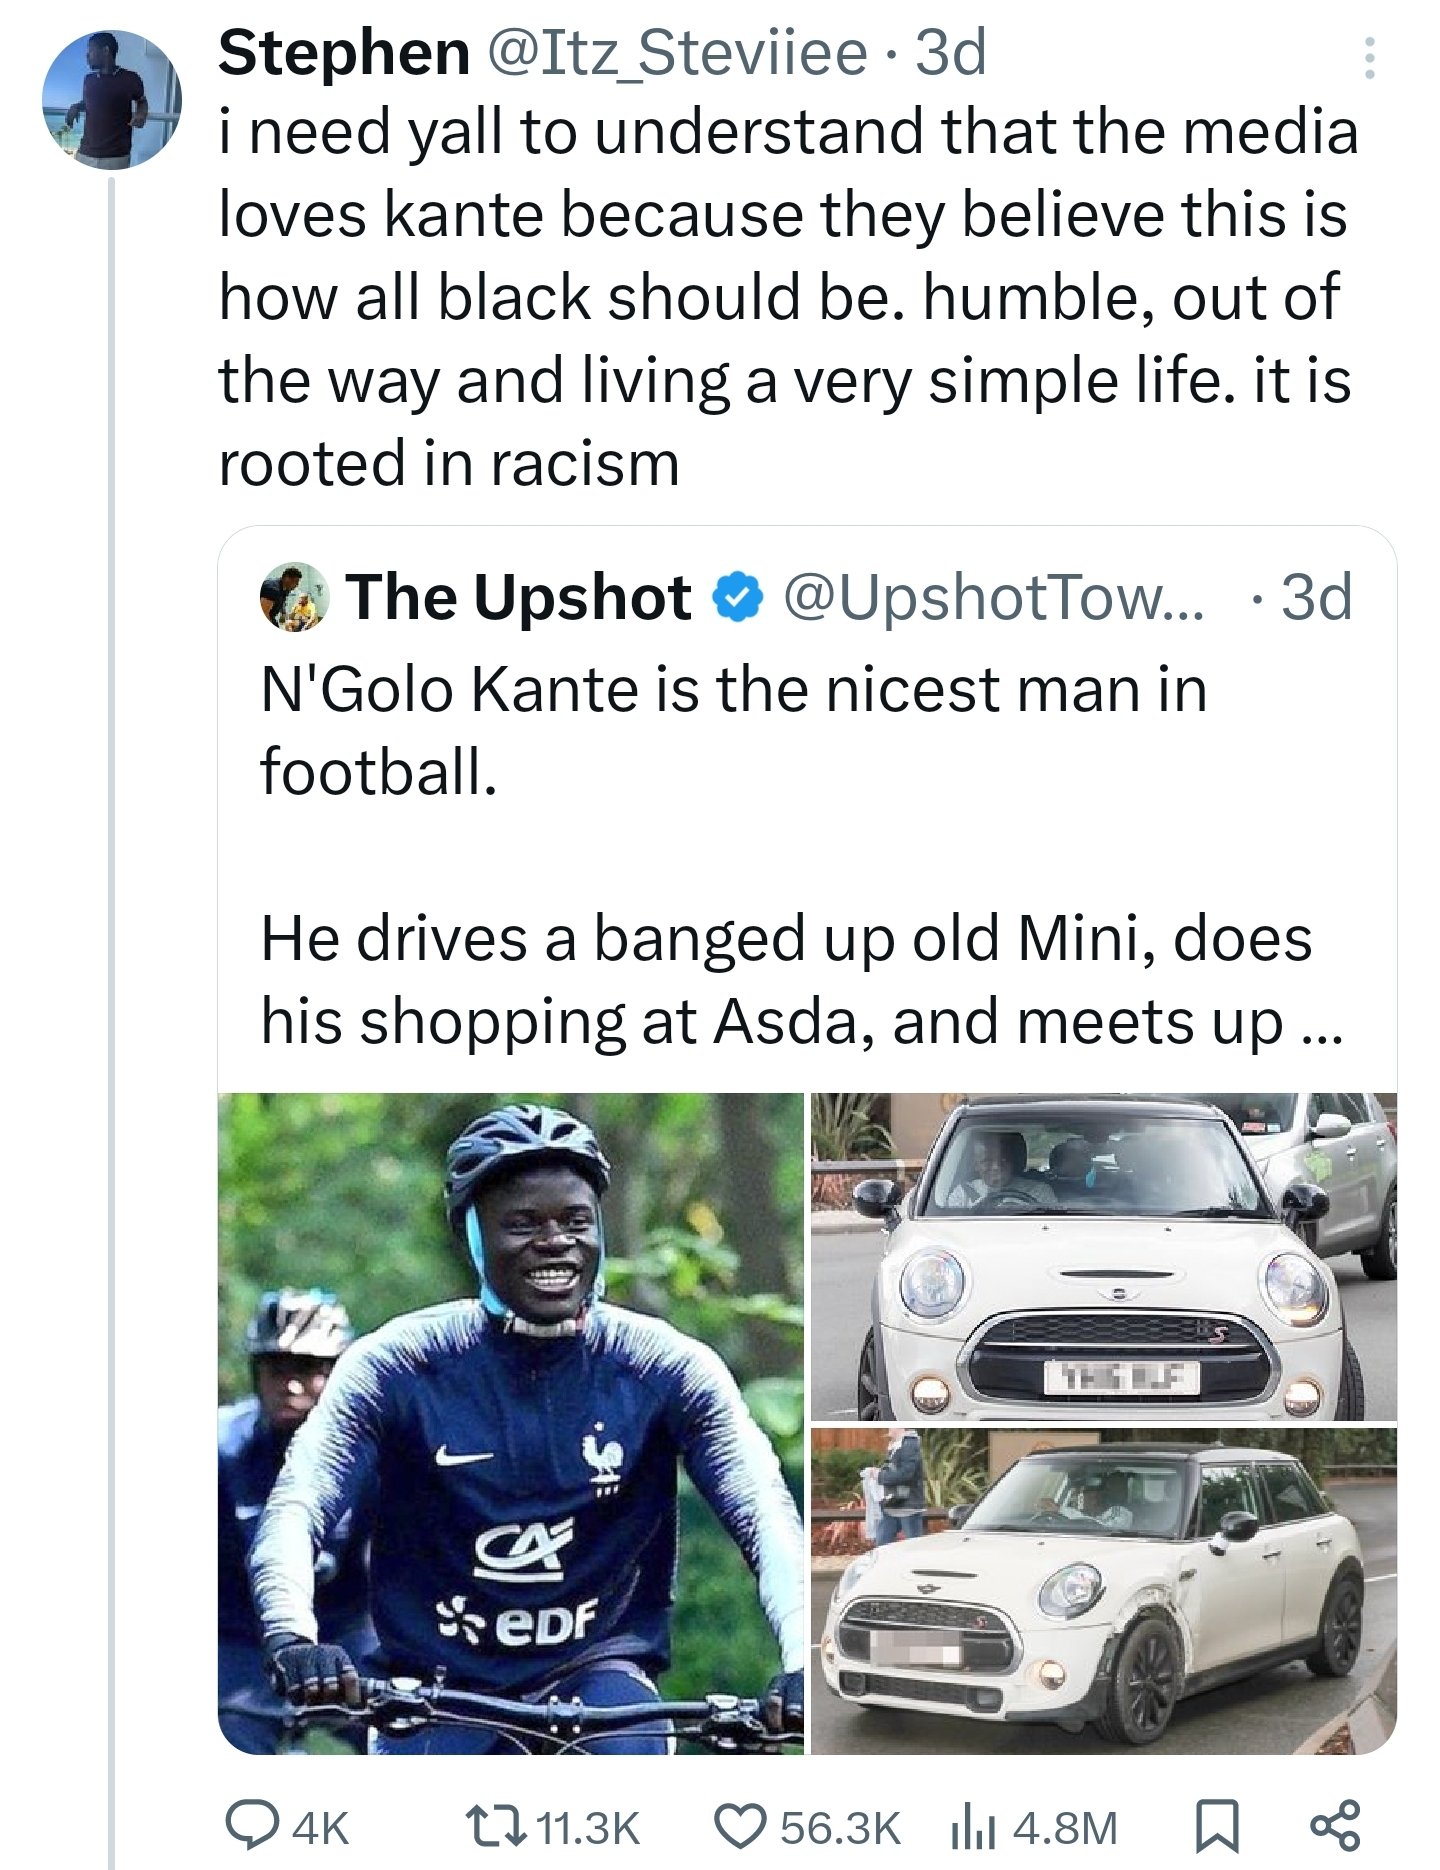 Stephen @Itz_Steviiee · 3d
i need yall to understand that the media
loves kante because they believe this is
how all black should be. humble, out of
the way and living a very simple life. it is
rooted in racism
The Upshot @UpshotTow... · 3d
N'Golo Kante is the nicest man in
football.
He drives a banged up old Mini, does
his shopping at Asda, and meets up ...
CA
eDF
S
4K 11.3K 56.3K 4.8M